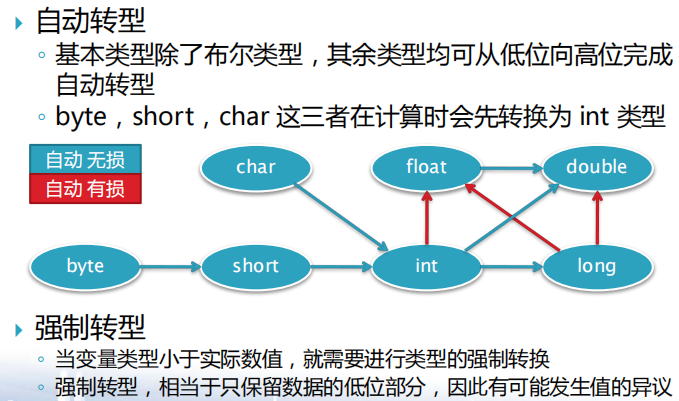 自动转型
基本类型除了布尔类型，其余类型均可从低位向高位完成
自动转型
byte，short，char 这三者在计算时会先转换为 int 类型
自动 无损
自动 有损
char
float
double
byte
short
int
long
强制转型
当变量类型小于实际数值，就需要进行类型的强制转换
强制转型，相当于只保留数据的低位部分，因此有可能发生值的异议